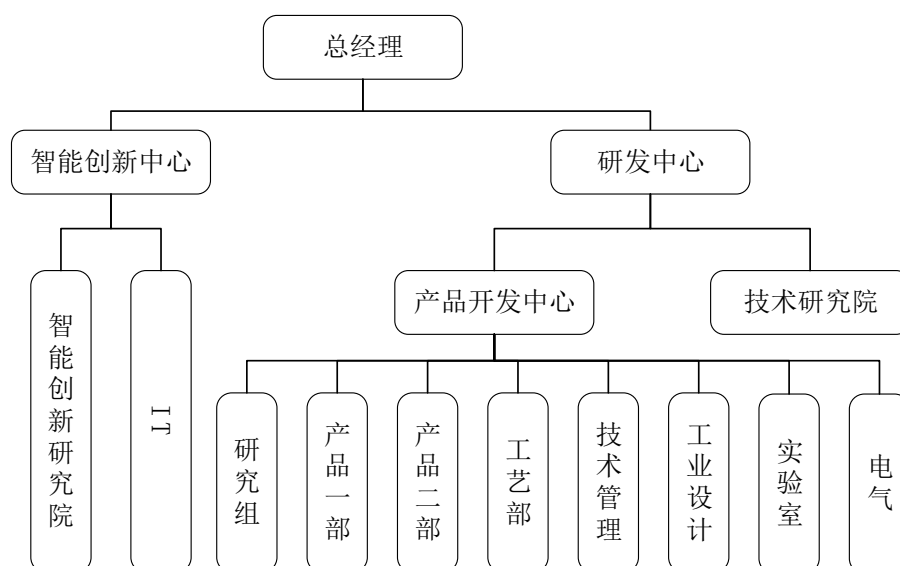 总经理
智能创新中心
研发中心
产品开发中心
技术研究院
智能创新研究院
IT
研究组
产品一部
产品二部
工艺部
技术管理
工业设计
实验室
电气